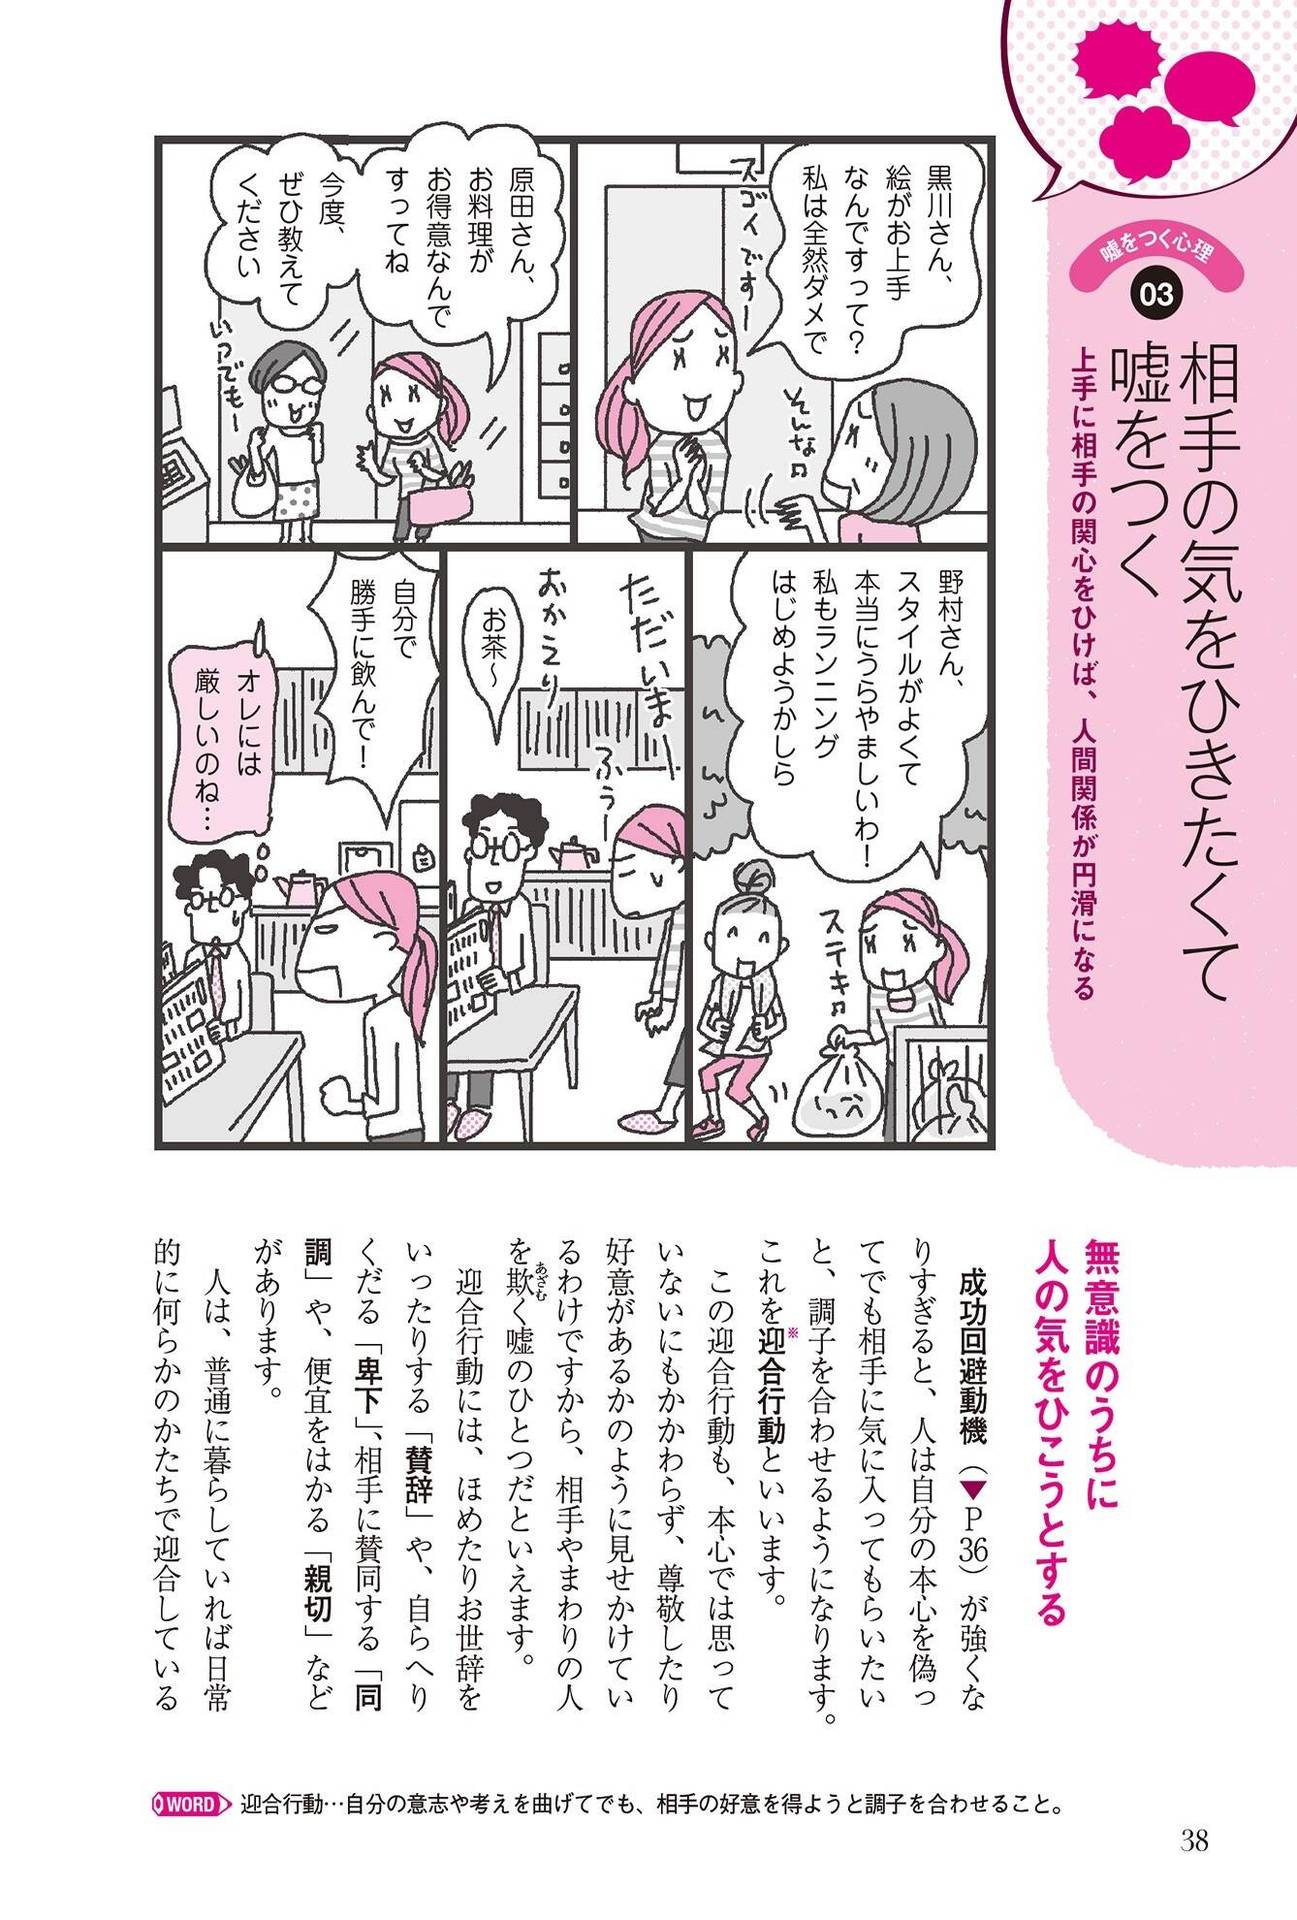 嘘をつく心理
03
相手の気をひきたくて
嘘をつく
上手に相手の関心をひけば、人間関係が円滑になる
黒川さん、
絵がお上手
なんですって?
私は全然ダメで
スゴイですー
そんな♫
原田さん、
お料理が
お得意なんで
すってね
今度、
ぜひ教えて
ください
いつでもー
野村さん、
スタイルがよくて
本当にうらやましいわ!
私もランニング
はじめようかしら
ステキ♫
ただいまー
おかえり
お茶〜
ふぅー
自分で
勝手に飲んで!
オレには
厳しいのね…
無意識のうちに
人の気をひこうとする
成功回避動機(▼P36)が強くな
りすぎると、人は自分の本心を偽っ
てでも相手に気に入ってもらいたい
と、調子を合わせるようになります。
これを迎合行動※といいます。
この迎合行動も、本心では思って
いないにもかかわらず、尊敬したり
好意があるかのように見せかけてい
るわけですから、相手やまわりの人
を欺(あざむ)く嘘のひとつだといえます。
迎合行動には、ほめたりお世辞を
いったりする「賛辞」や、自らへり
くだる「卑下」、相手に賛同する「同
調」や、便宜をはかる「親切」など
があります。
人は、普通に暮らしていれば日常
的に何らかのかたちで迎合している
WORD 迎合行動…自分の意志や考えを曲げてでも、相手の好意を得ようと調子を合わせること。
38